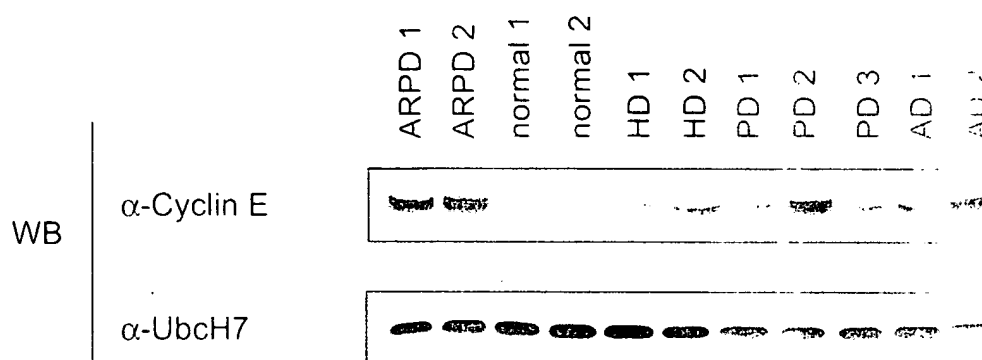 ARPD 1 ARPD 2 normal 1 normal 2 HD 1 HD 2 PD 1 PD 2 PD 3 AD
WB
α-Cyclin E
α-UbcH7